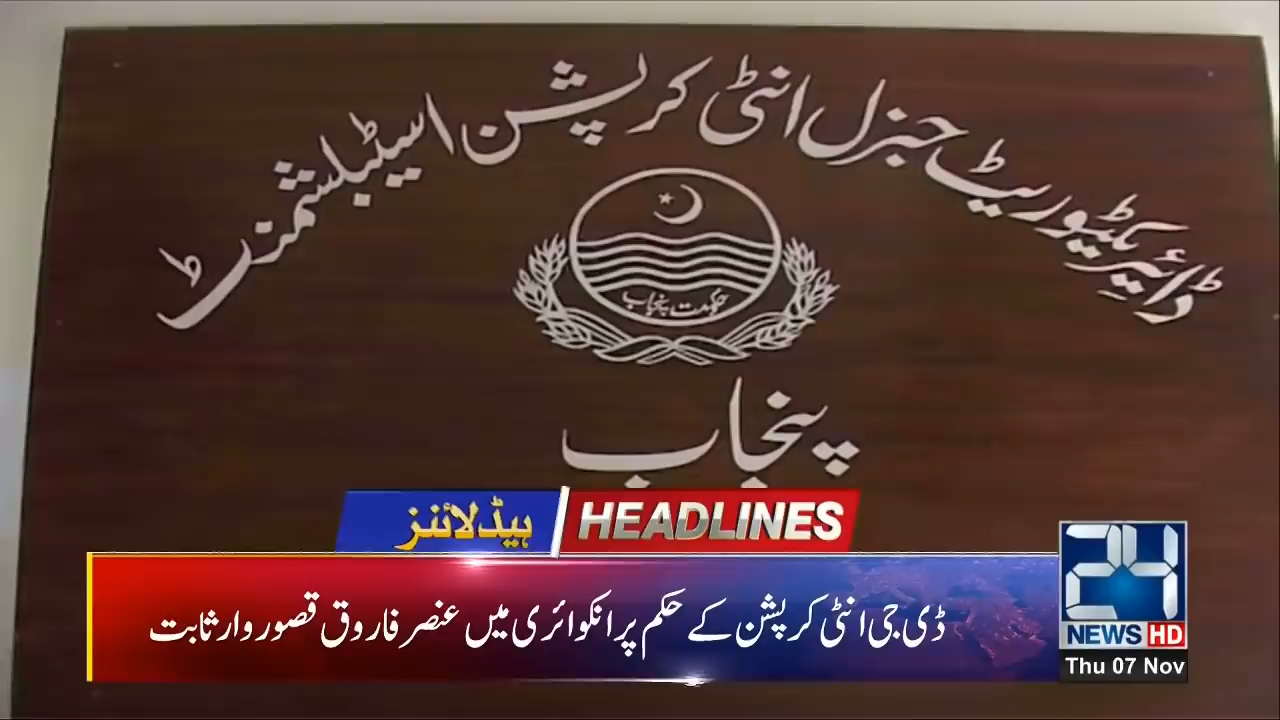 ڈائریکٹوریٹ جنرل انٹی کرپشن اسٹیبلشمنٹ
حکومت پنجاب
پنجاب
ہیڈلائنز HEADLINES
ڈی جی انٹی کرپشن کے حکم پر انکوائری میں عنصر فاروق قصوروار ثابت
24
NEWS HD
Thu 07 Nov